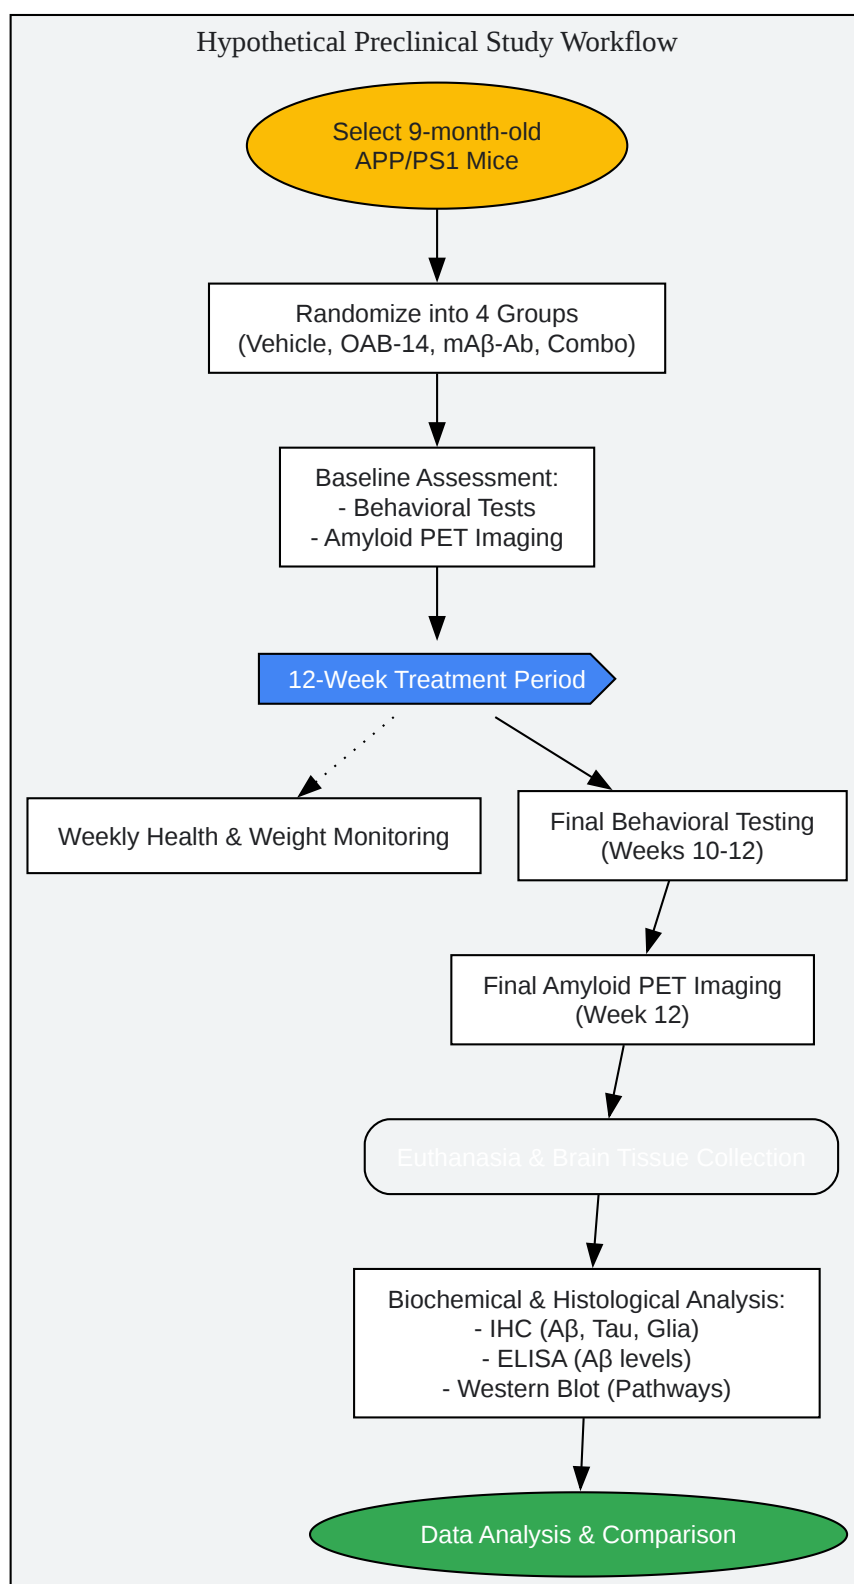 Hypothetical Preclinical Study Workflow
Select 9-month-old
APP/PS1 Mice
Randomize into 4 Groups
(Vehicle, OAB-14, mAβ-Ab, Combo)
Baseline Assessment:
- Behavioral Tests
- Amyloid PET Imaging
12-Week Treatment Period
Weekly Health & Weight Monitoring
Final Behavioral Testing
(Weeks 10-12)
Final Amyloid PET Imaging
(Week 12)
Euthanasia & Brain Tissue Collection
Biochemical & Histological Analysis:
- IHC (Aβ, Tau, Glia)
- ELISA (Aβ levels)
- Western Blot (Pathways)
Data Analysis & Comparison